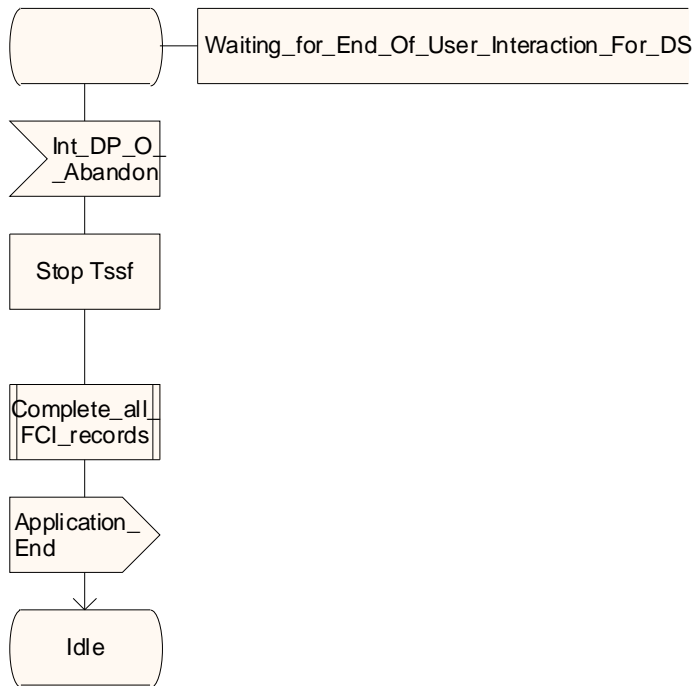 Waiting_for_End_Of_User_Interaction_For_DS
Int_DP_O_
_Abandon
Stop Tssf
Complete_all_
FCI_records
Application_
End
Idle